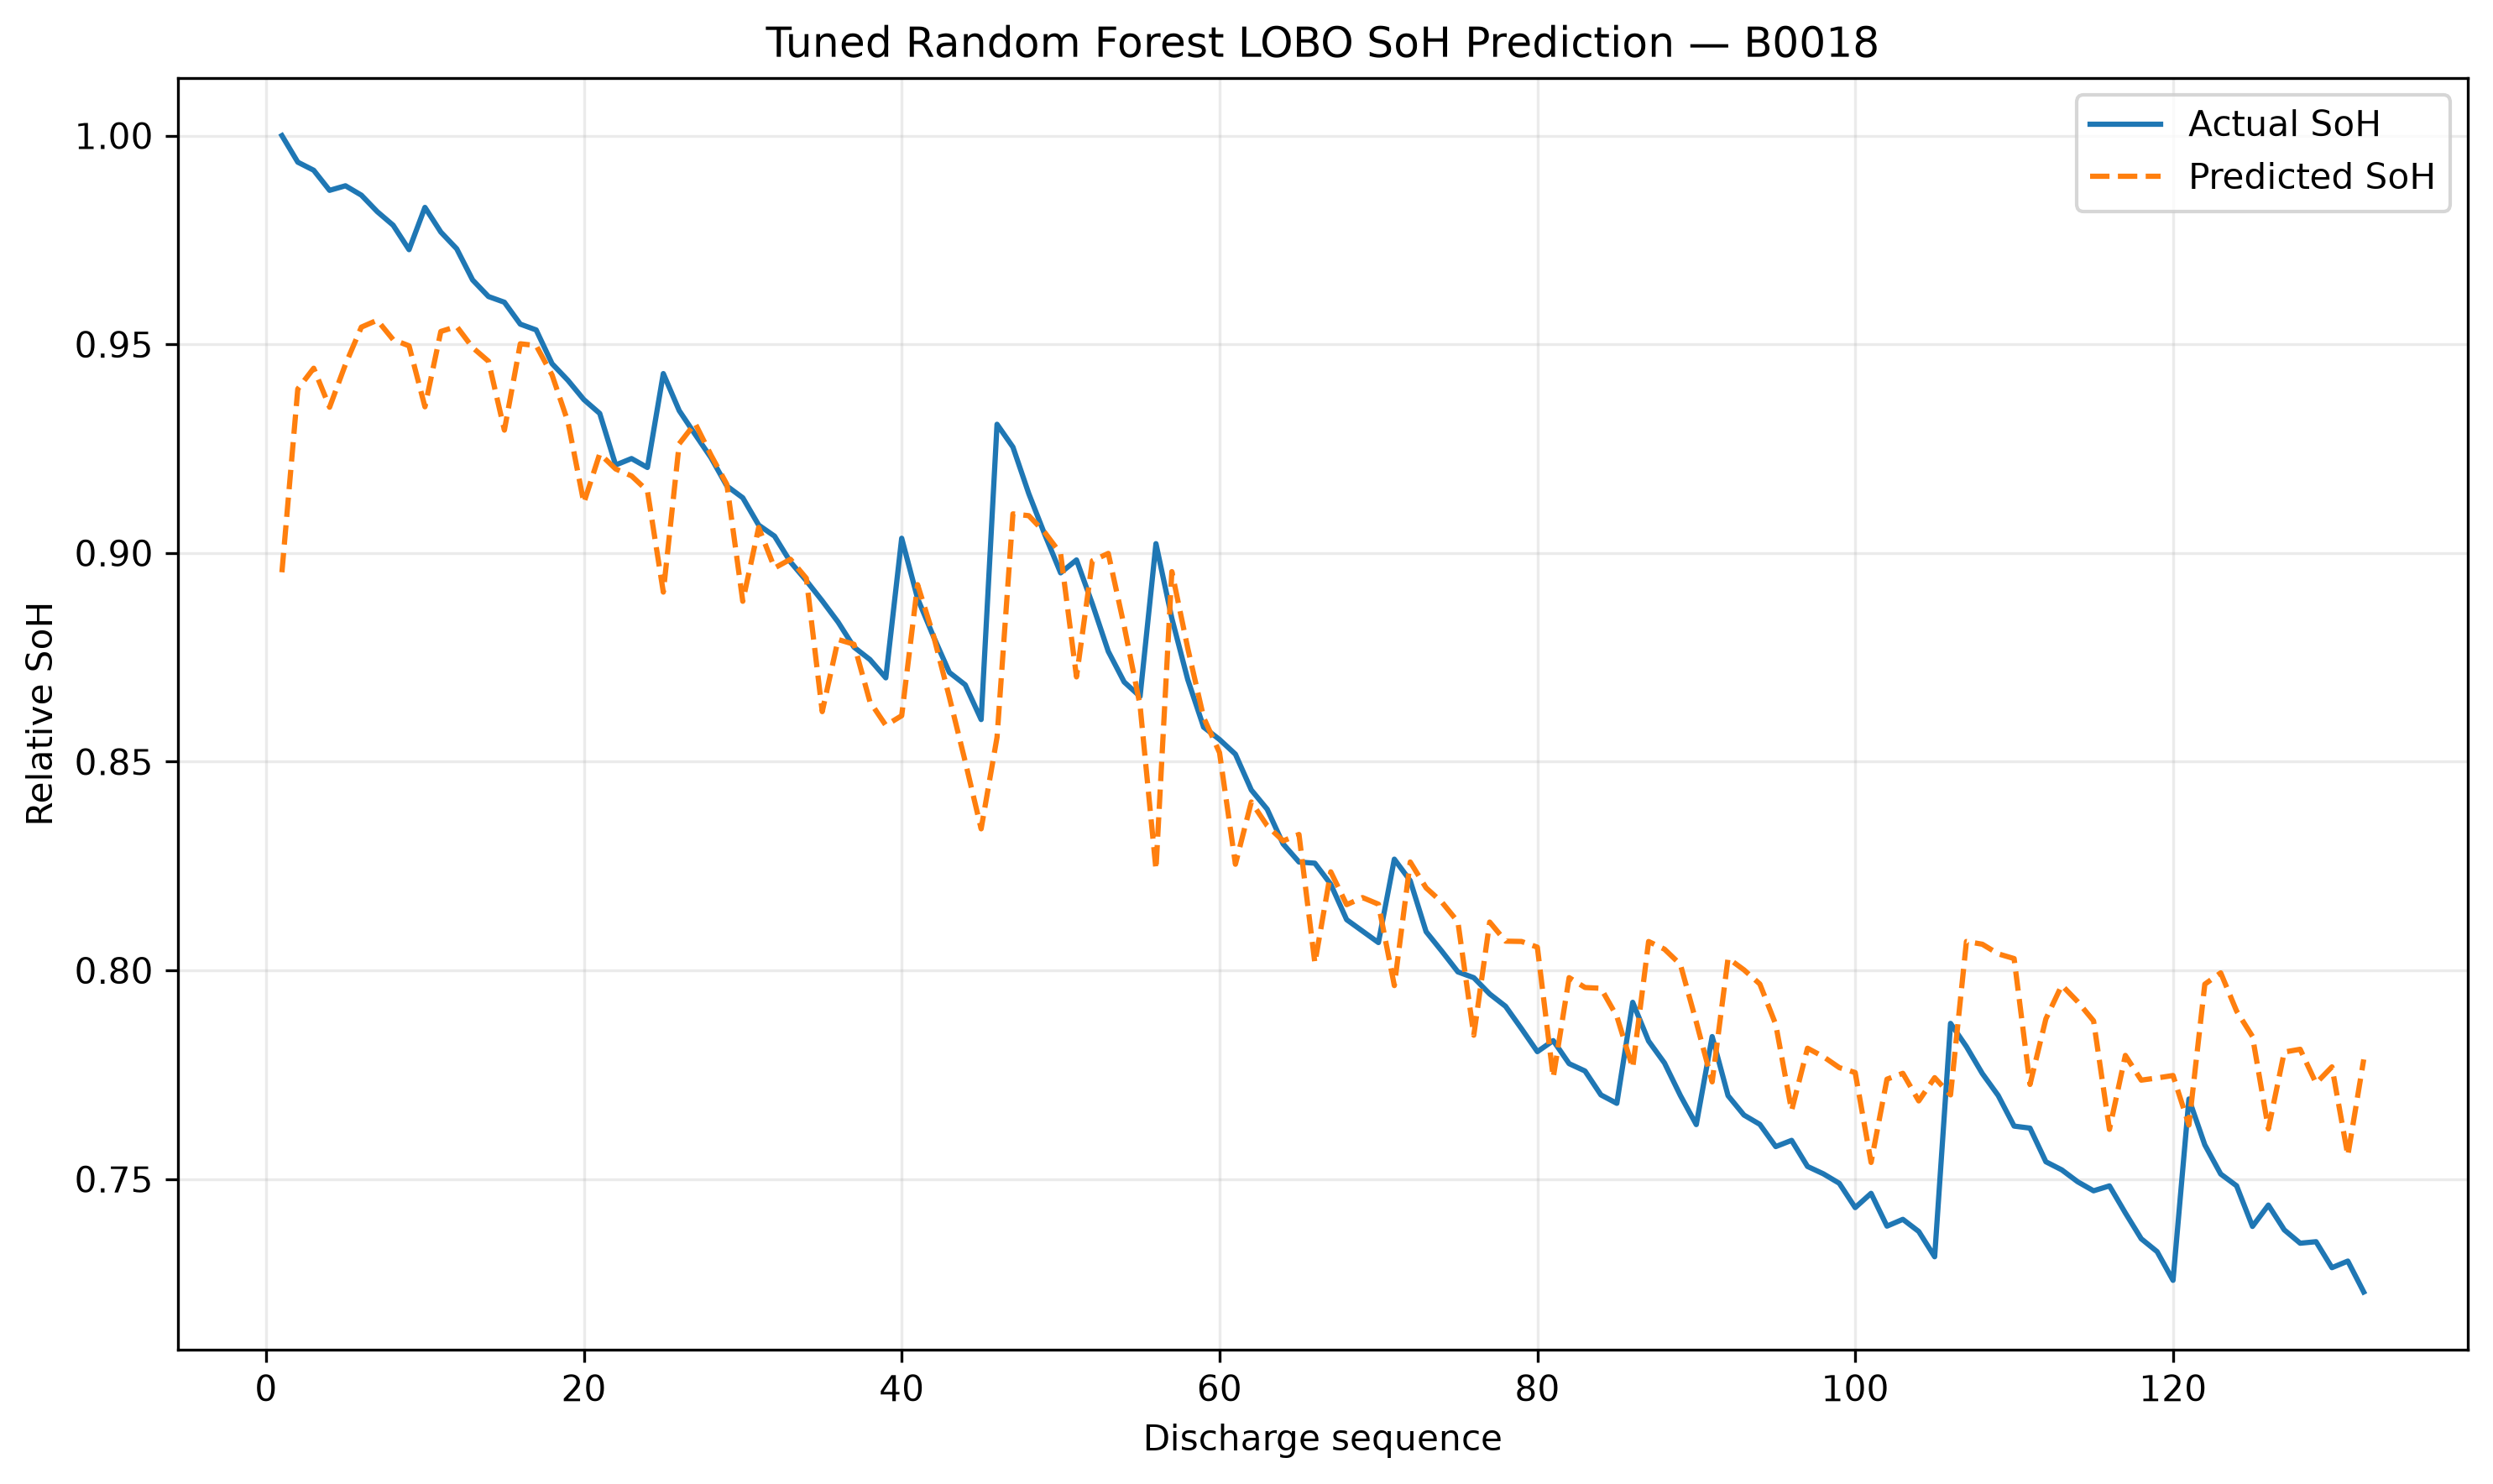 Tuned Random Forest LOBO SoH Prediction — B0018
Actual SoH
Predicted SoH
Relative SoH
1.00
0.95
0.90
0.85
0.80
0.75
0 20 40 60 80 100 120
Discharge sequence